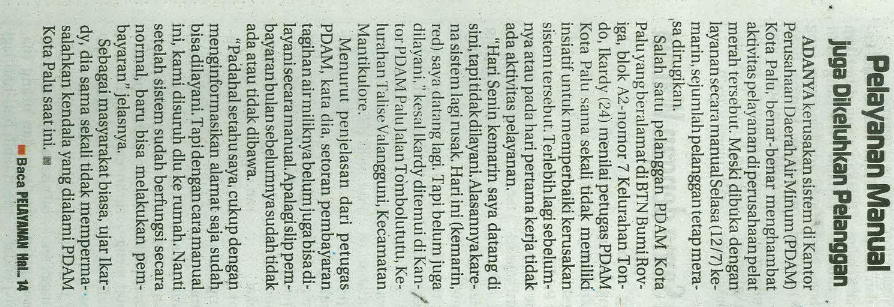 Pelayanan Manual
juga Dikeluhkan Pelanggan
ADANYA kerusakan sistem di Kantor
Perusahaan Daerah Air Minum (PDAM)
Kota Palu, benar-benar menghambat
aktivitas pelayanan di perusahaan pelat
merah tersebut. Meski dibuka dengan
layanan secara manual Selasa (12/7) ke-
marin, sejumlah pelanggan tetap mera-
sa dirugikan.
Salah satu pelanggan PDAM Kota
Palu yang beralamat di BTN Bumi Rov-
iga, blok A2-nomor 7 Kelurahan Ton-
do, Ikardy (24) menilai petugas PDAM
Kota Palu sama sekali tidak memiliki
insiatif untuk memperbaiki kerusakan
sistem tersebut. Terlebih lagi sebelum-
nya atau pada hari pertama kerja tidak
ada aktivitas pelayanan.
"Hari Senin kemarin saya datang di
sini, tapi tidak dilayani. Alasannya kare-
na sistem lagi rusak. Hari ini (kemarin,
red) saya datang lagi. Tapi belum juga
dilayani," kesal Ikardy ditemui di Kan-
tor PDAM Palu Jalan Tombolututu, Ke-
lurahan Talise Valangguni, Kecamatan
Mantikulore.
Menurut penjelasan dari petugas
PDAM, kata dia, setoran pembayaran
tagihan air miliknya belum juga bisa di-
layani secara manual. Apalagi slip pem-
bayaran bulan sebelumnya sudah tidak
ada atau tidak dibawa.
"Padahal setahu saya, cukup dengan
menginformasikan alamat saja sudah
bisa dilayani. Tapi dengan cara manual
ini, kami disuruh dlu ke rumah. Nanti
setelah sistem sudah berfungsi secara
normal, baru bisa melakukan pem-
bayaran" jelasnya.
Sebagai masyarakat biasa, ujar Ikar-
dy, dia sama sekali tidak memperma-
salahkan kendala yang dialami PDAM
Kota Palu saat ini.
Baca PELAYANAN Hal. 14